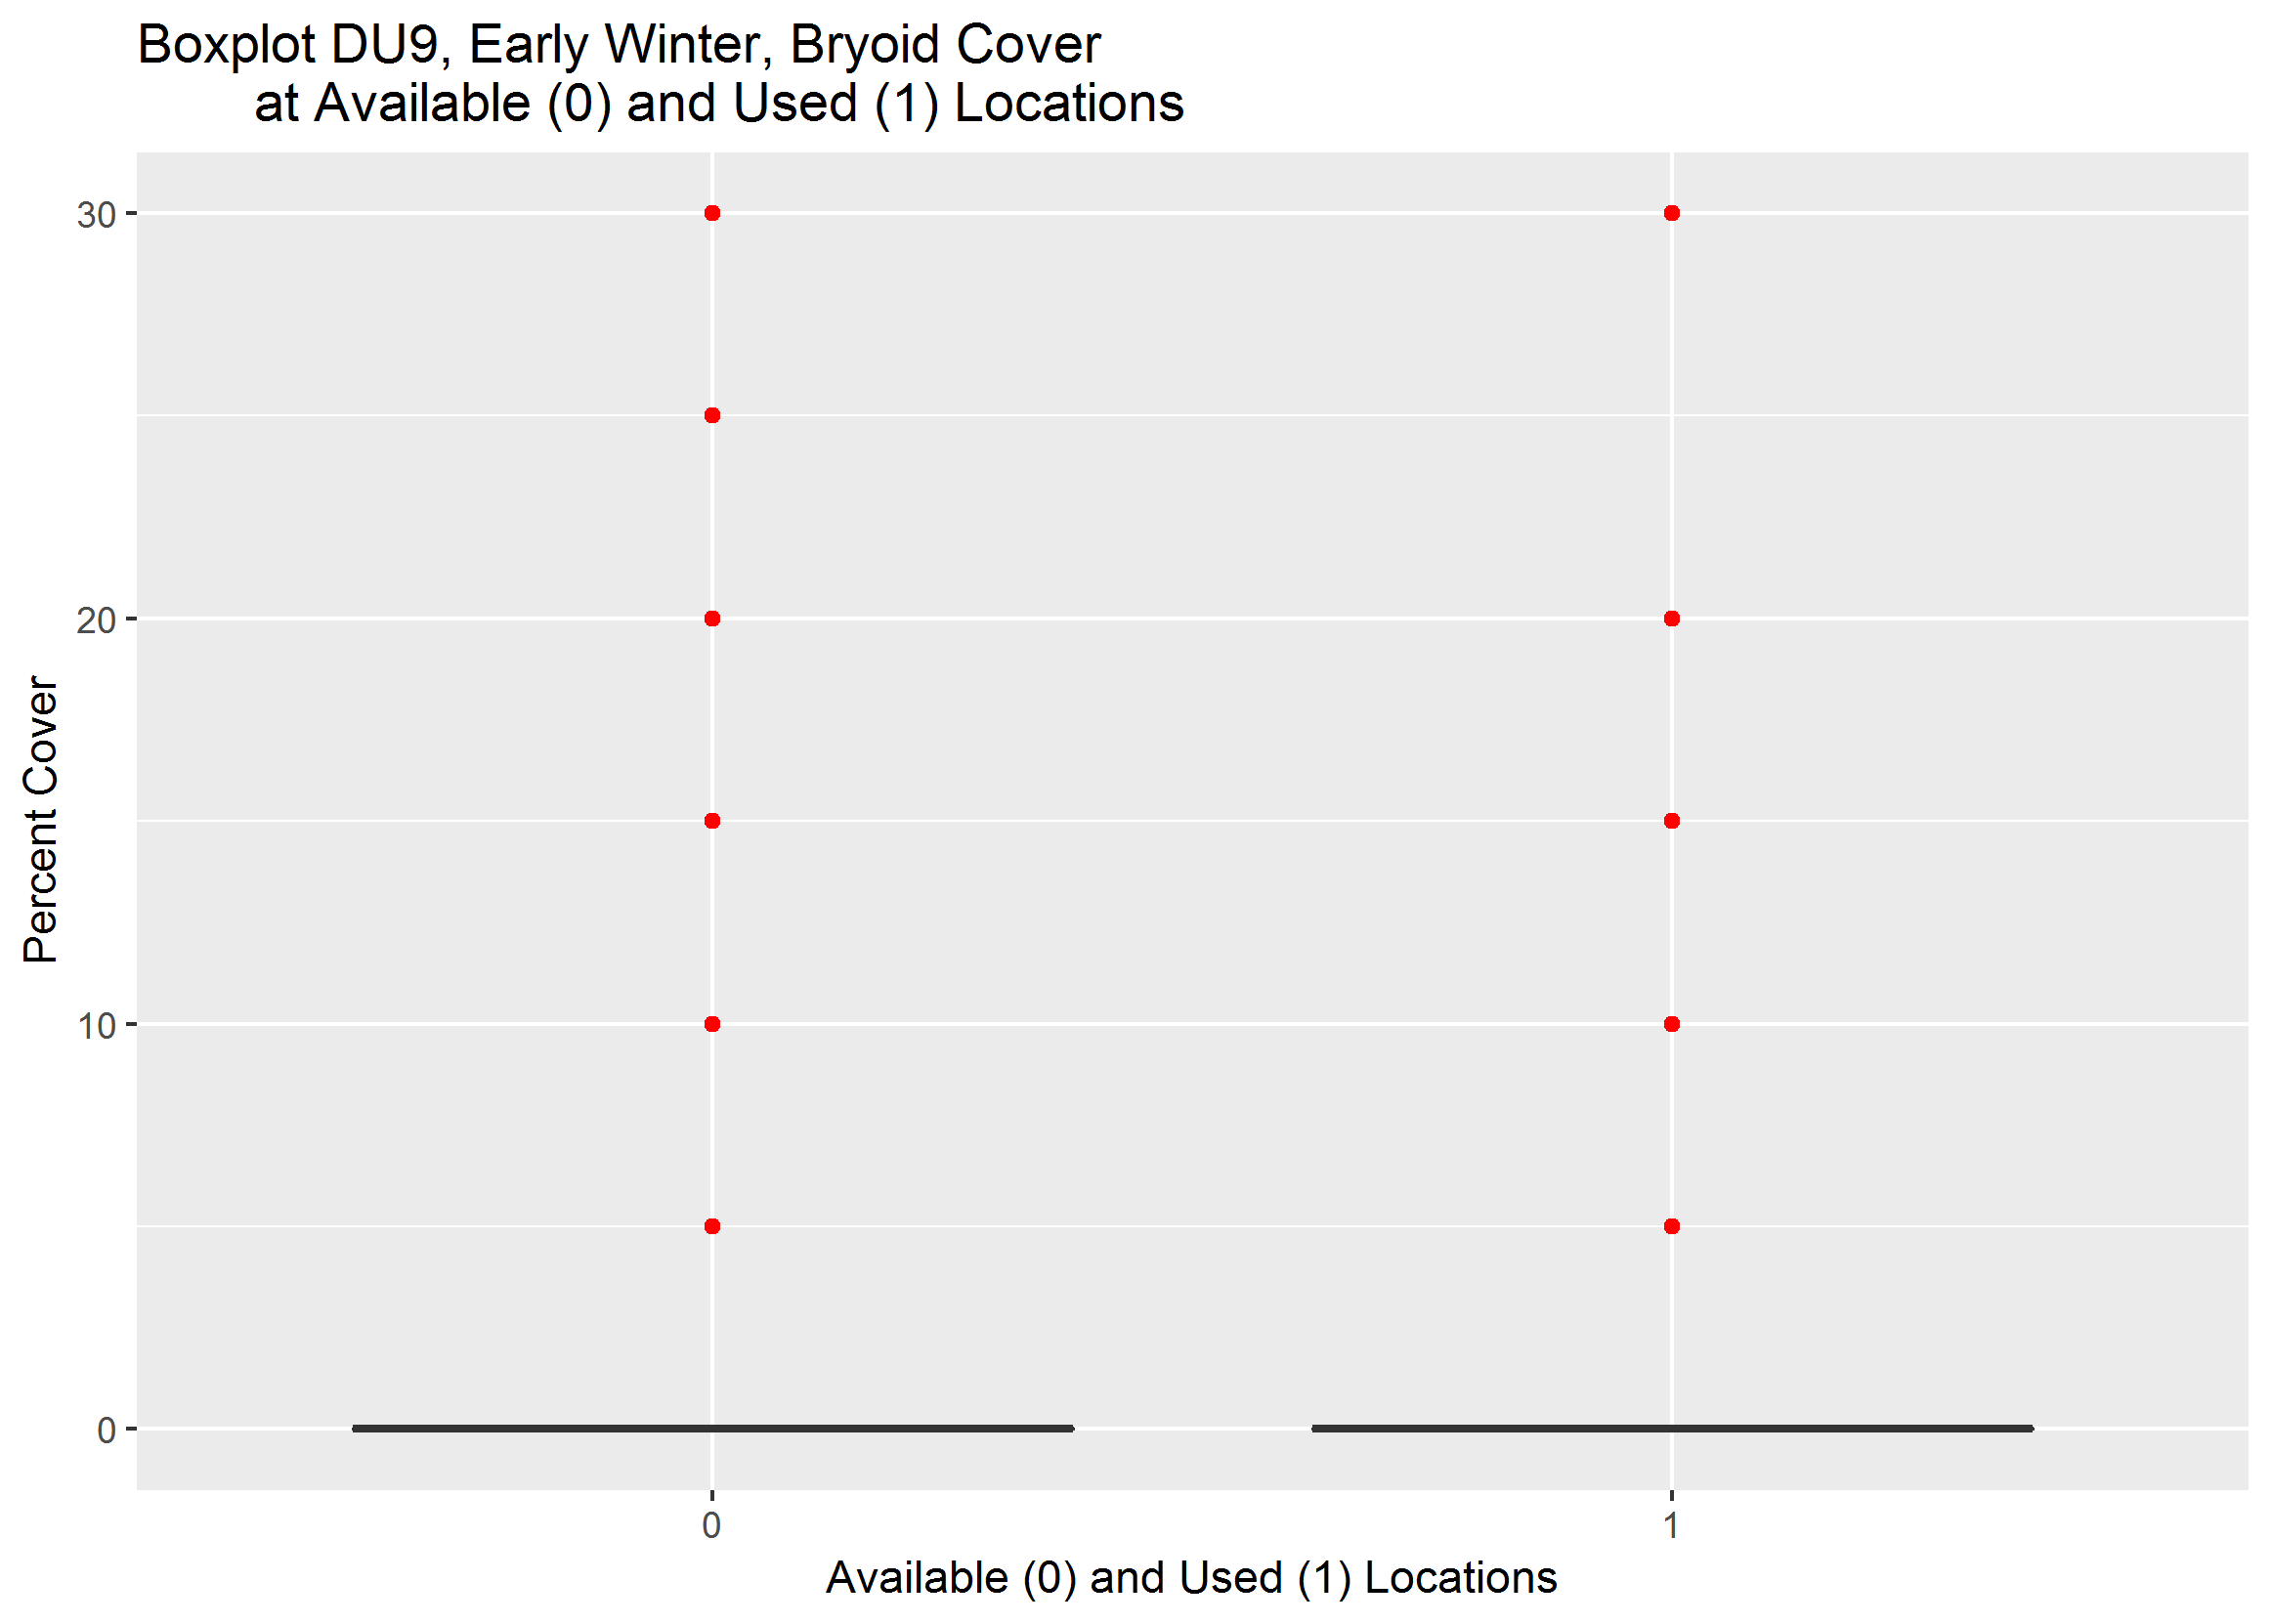 Boxplot DU9, Early Winter, Bryoid Cover
at Available (0) and Used (1) Locations
30
20
10
0
Percent Cover
0 1
Available (0) and Used (1) Locations